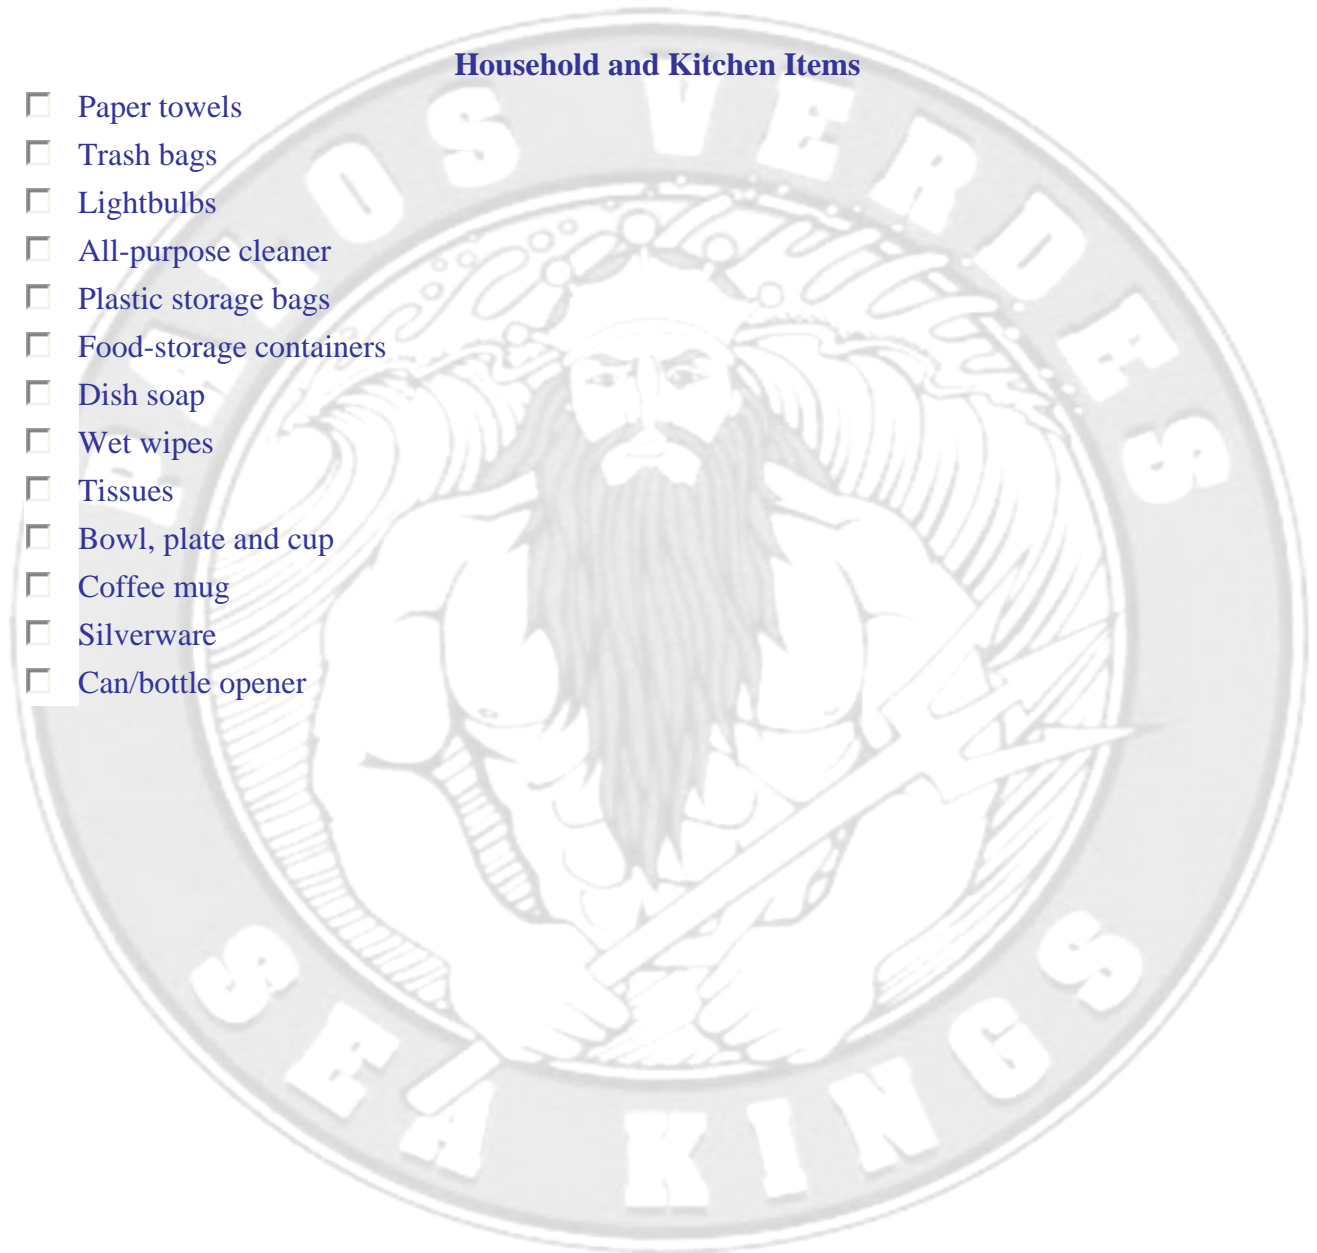 Household and Kitchen Items
Paper towels
Trash bags
Lightbulbs
All-purpose cleaner
Plastic storage bags
Food-storage containers
Dish soap
Wet wipes
Tissues
Bowl, plate and cup
Coffee mug
Silverware
Can/bottle opener
PALOS VERDES
SEA KINGS